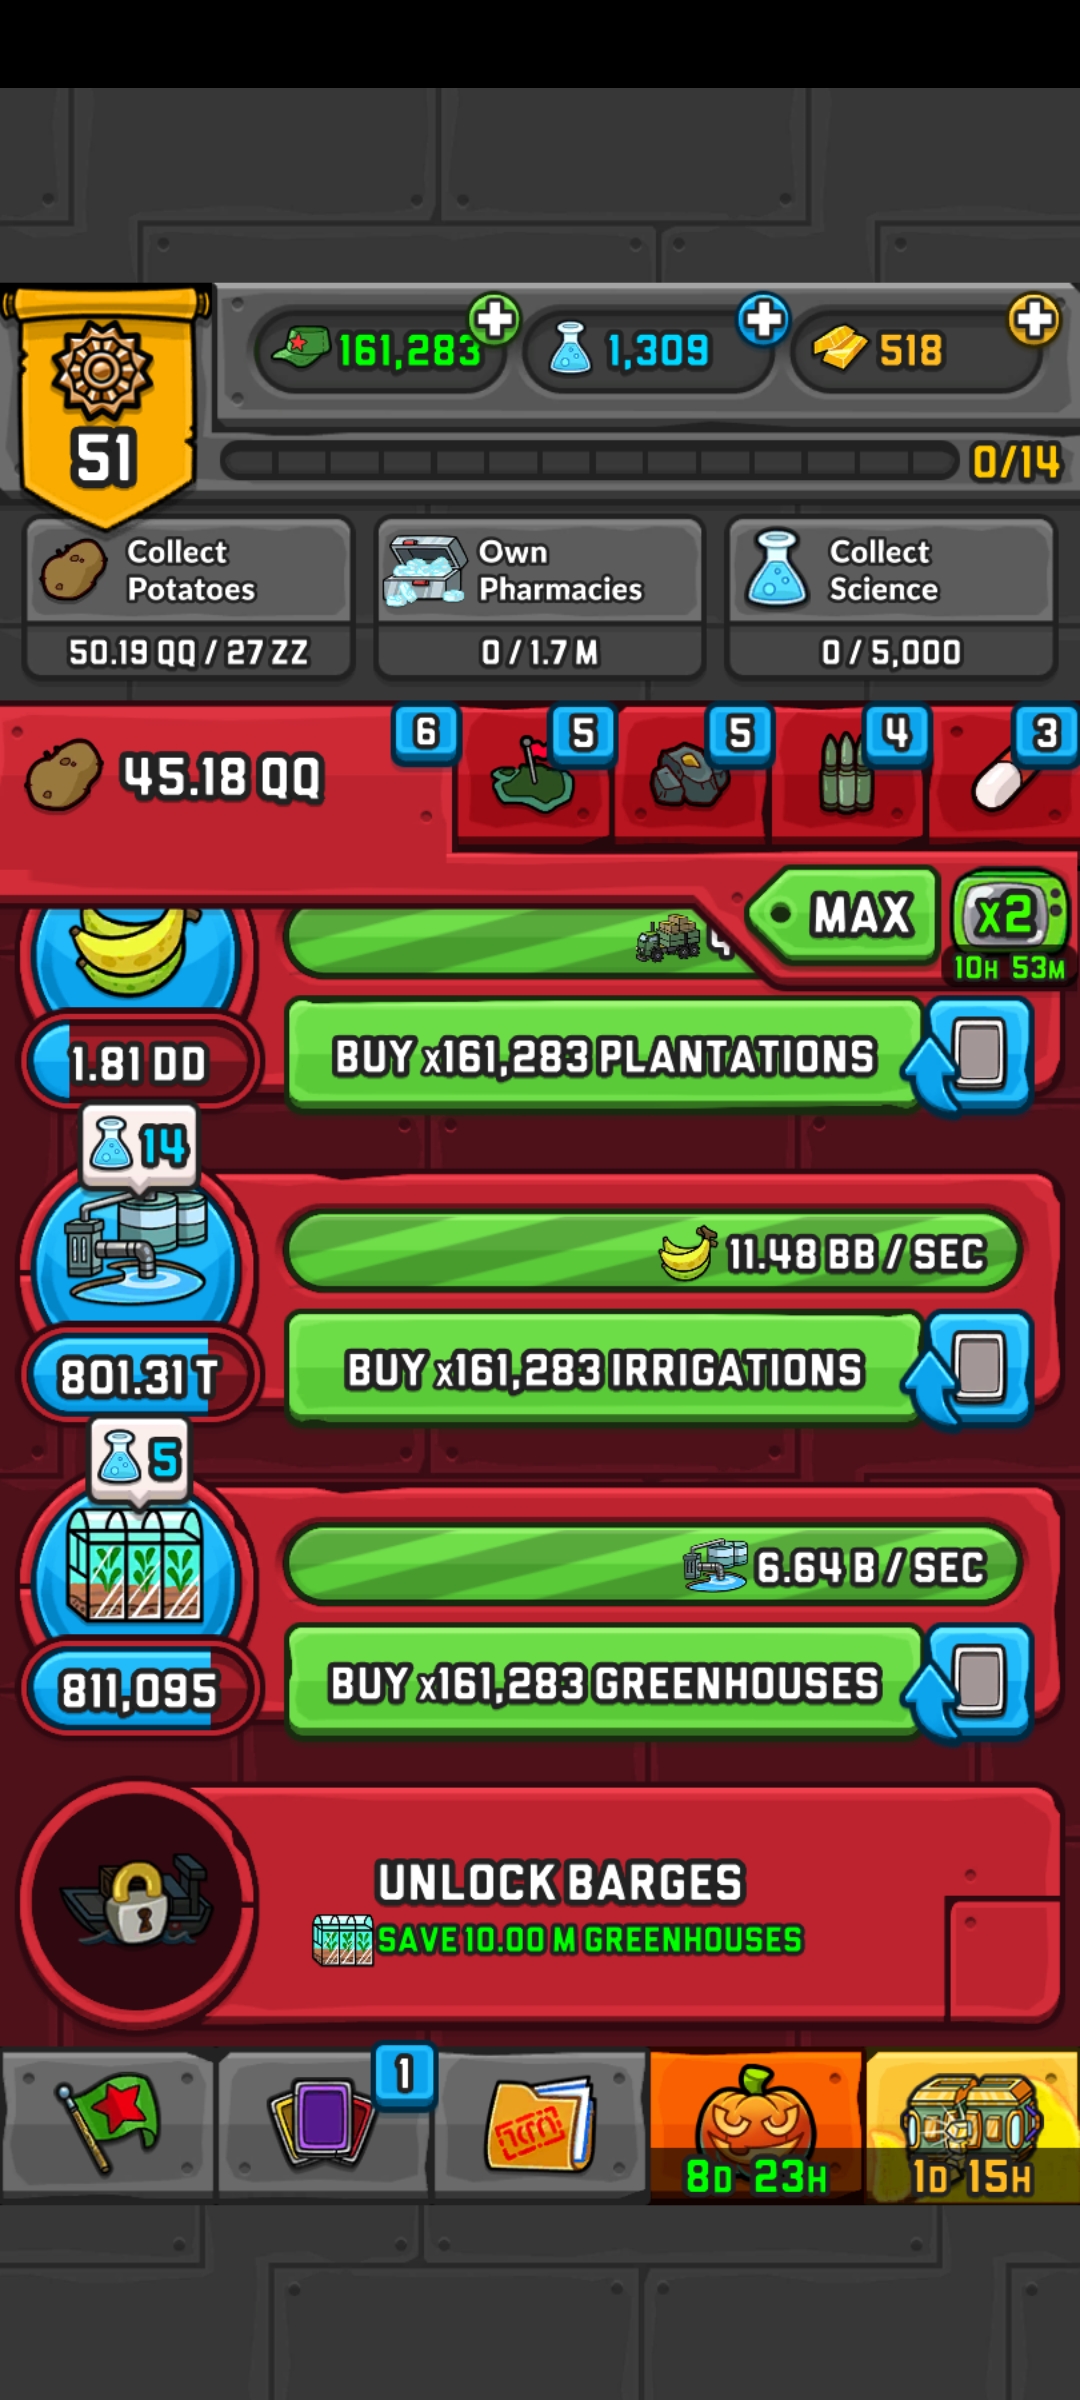 161,283
1,309
518
51
0/14
Collect
Potatoes
50.19 QQ / 27 ZZ
Own
Pharmacies
0 / 1.7 M
Collect
Science
0 / 5,000
45.18 QQ
6
5
5
4
3
MAX
x2
10H 53M
1.81 DD
BUY x161,283 PLANTATIONS
14
11.48 BB / SEC
801.31 T
BUY x161,283 IRRIGATIONS
5
6.64 B / SEC
811,095
BUY x161,283 GREENHOUSES
UNLOCK BARGES
SAVE 10.00 M GREENHOUSES
1
8D 23H
1D 15H